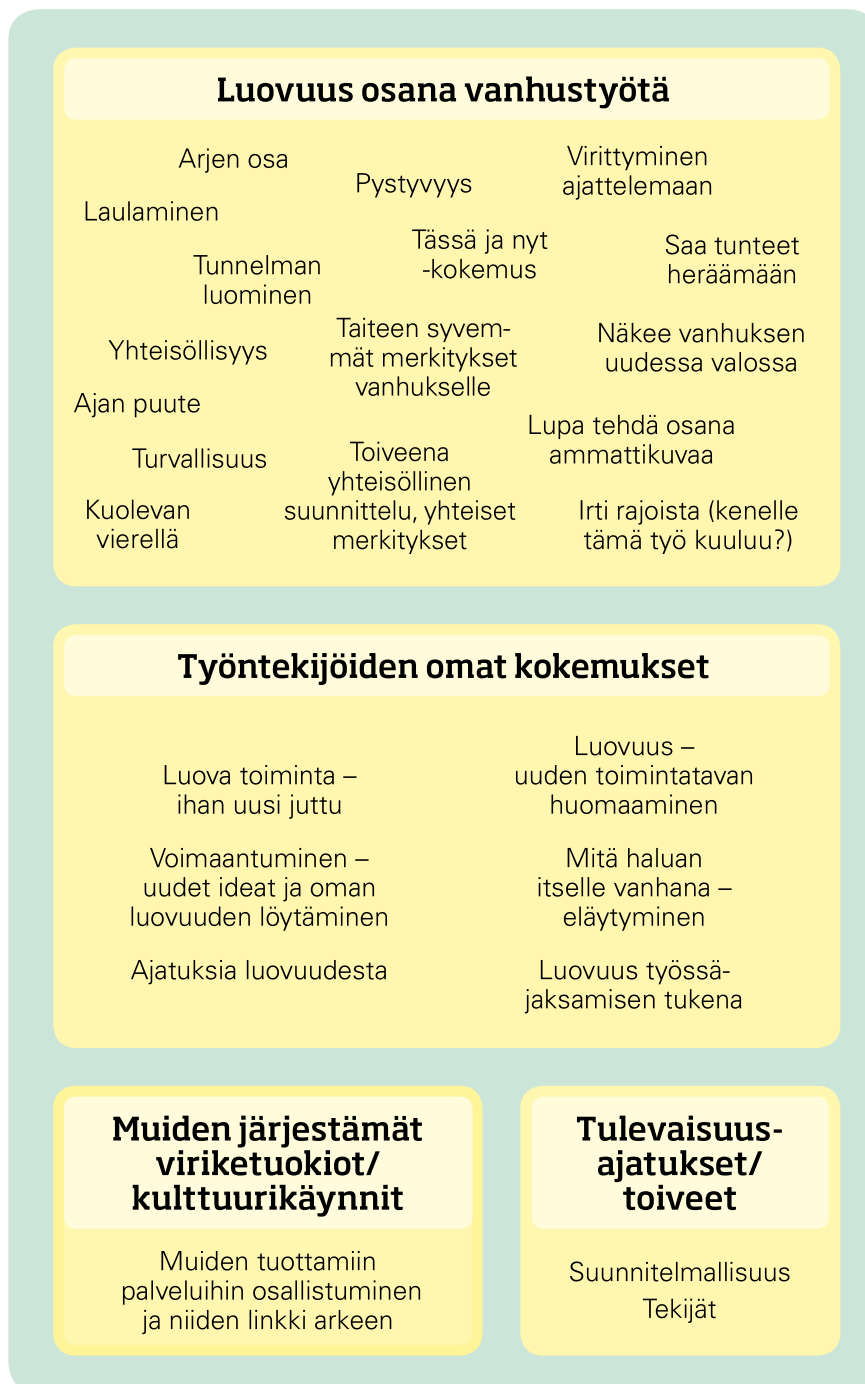 Luovuus osana vanhustyötä
Arjen osa
Pystyvyys
Virittyminen
ajattelemaan
Laulaminen
Tunnelman
luominen
Tässä ja nyt
-kokemus
Saa tunteet
heräämään
Yhteisöllisyys
Taiteen syvem-
mät merkitykset
vanhukselle
Näkee vanhuksen
uudessa valossa
Ajan puute
Turvallisuus
Toiveena
yhteisöllinen
suunnittelu, yhteiset
merkitykset
Lupa tehdä osana
ammattikuvaa
Kuolevan
vierellä
Irti rajoista (kenelle
tämä työ kuuluu?)
Työntekijöiden omat kokemukset
Luova toiminta –
ihan uusi juttu
Luovuus –
uuden toimintatavan
huomaaminen
Voimaantuminen –
uudet ideat ja oman
luovuuden löytäminen
Mitä haluan
itselle vanhana –
eläytyminen
Ajatuksia luovuudesta
Luovuus työssä-
jaksamisen tukena
Muiden järjestämät
viriketuokiot/
kulttuurikäynnit
Muiden tuottamiin
palveluihin osallistuminen
ja niiden linkki arkeen
Tulevaisuus-
ajatukset/
toiveet
Suunnitelmallisuus
Tekijät